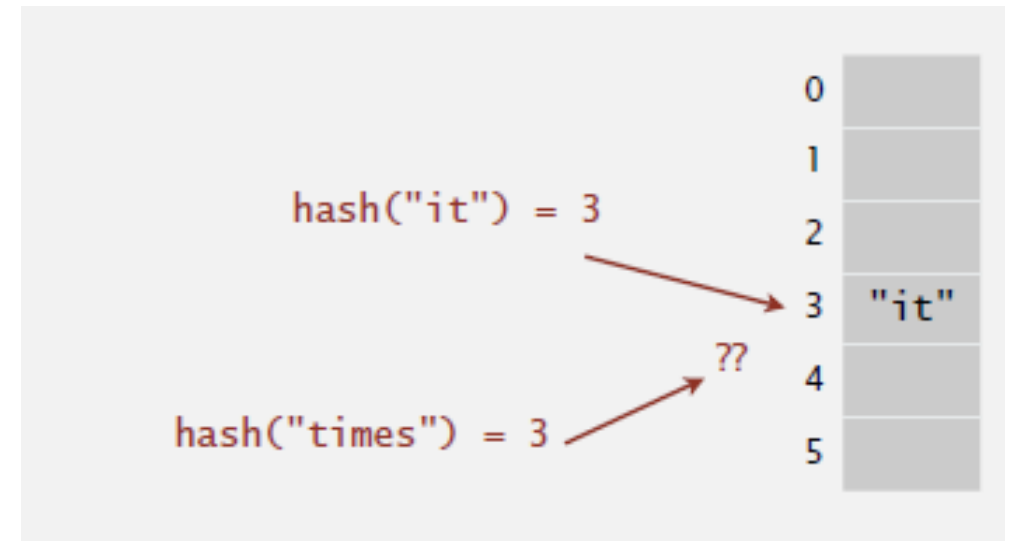 0
1
hash("it") = 3
2
3 "it"
??
4
hash("times") = 3
5